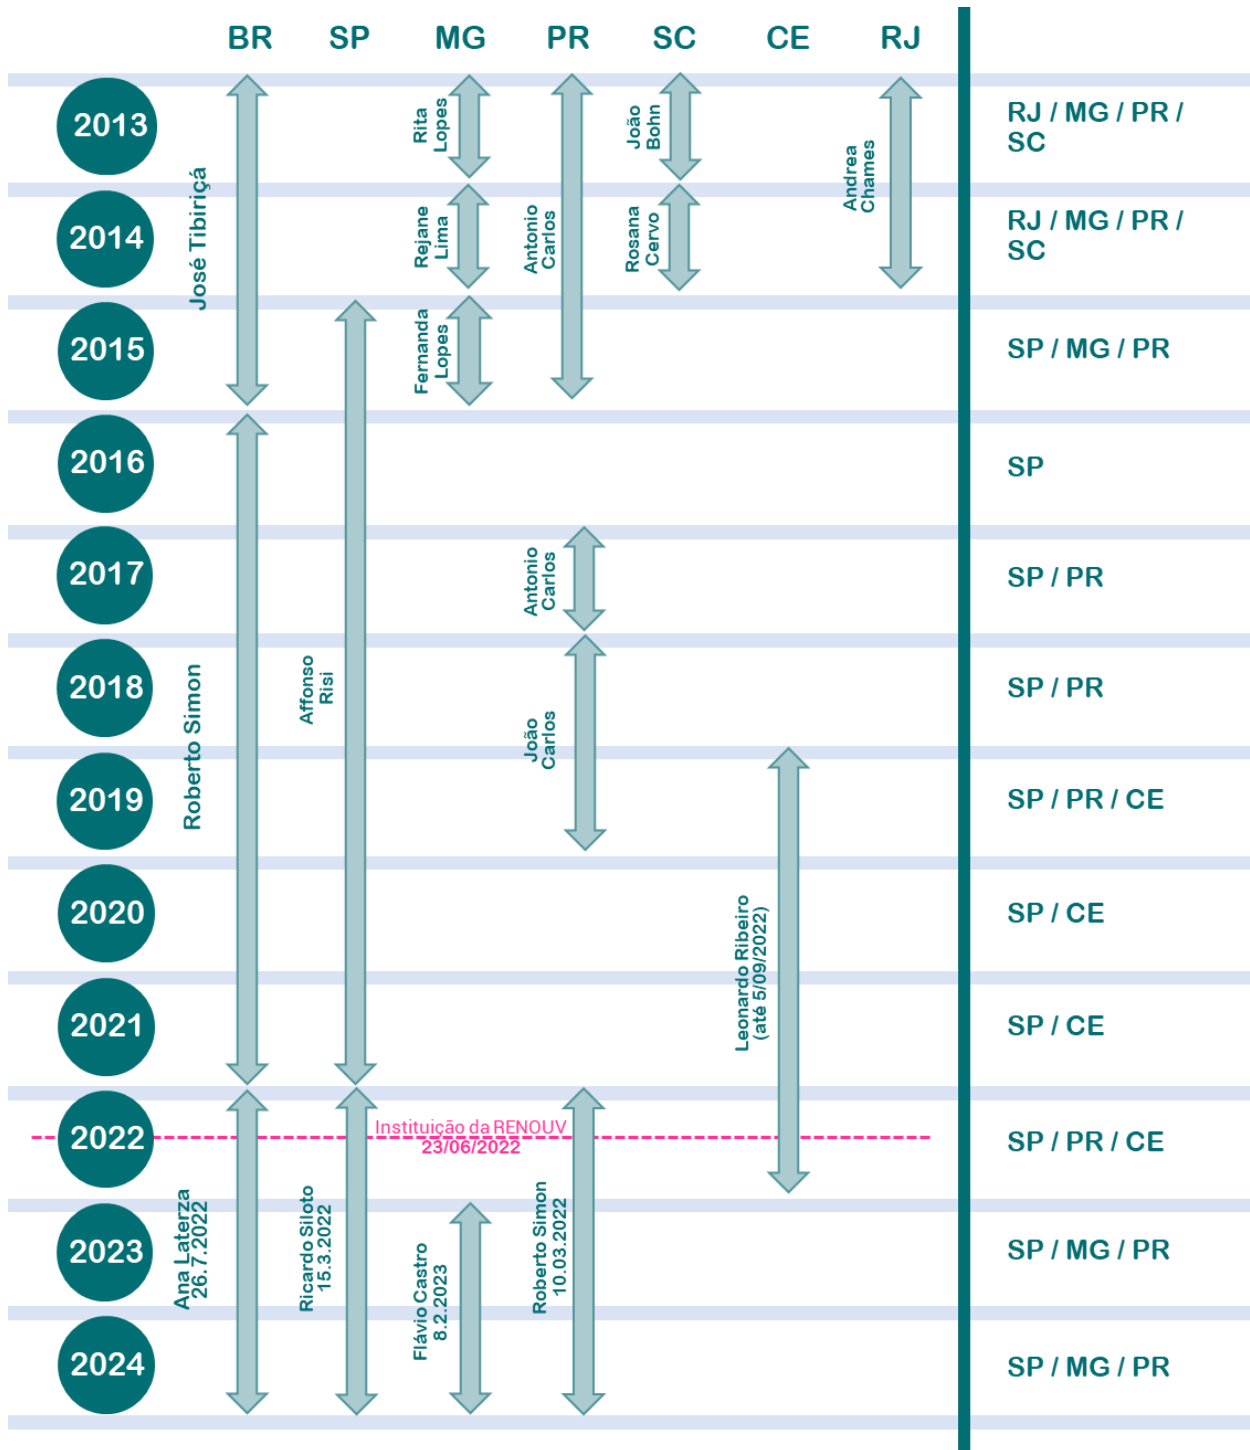 BR SP MG PR SC CE RJ
2013
Rita
Lopes
João
Bohn
RJ / MG / PR /
SC
José Tibiriçá
Antonio
Carlos
Andrea
Chames
2014
Rejane
Lima
Rosana
Cervo
RJ / MG / PR /
SC
2015
Fernanda
Lopes
SP / MG / PR
2016
SP
2017
Antonio
Carlos
SP / PR
Roberto Simon
Affonso
Risi
2018
João
Carlos
SP / PR
2019
SP / PR / CE
2020
Leonardo Ribeiro
(até 5/09/2022)
SP / CE
2021
SP / CE
2022
Instituição da RENOUV
23/06/2022
SP / PR / CE
Ana Laterza
26.7.2022
Ricardo Siloto
15.3.2022
Flávio Castro
8.2.2023
Roberto Simon
10.03.2022
2023
SP / MG / PR
2024
SP / MG / PR